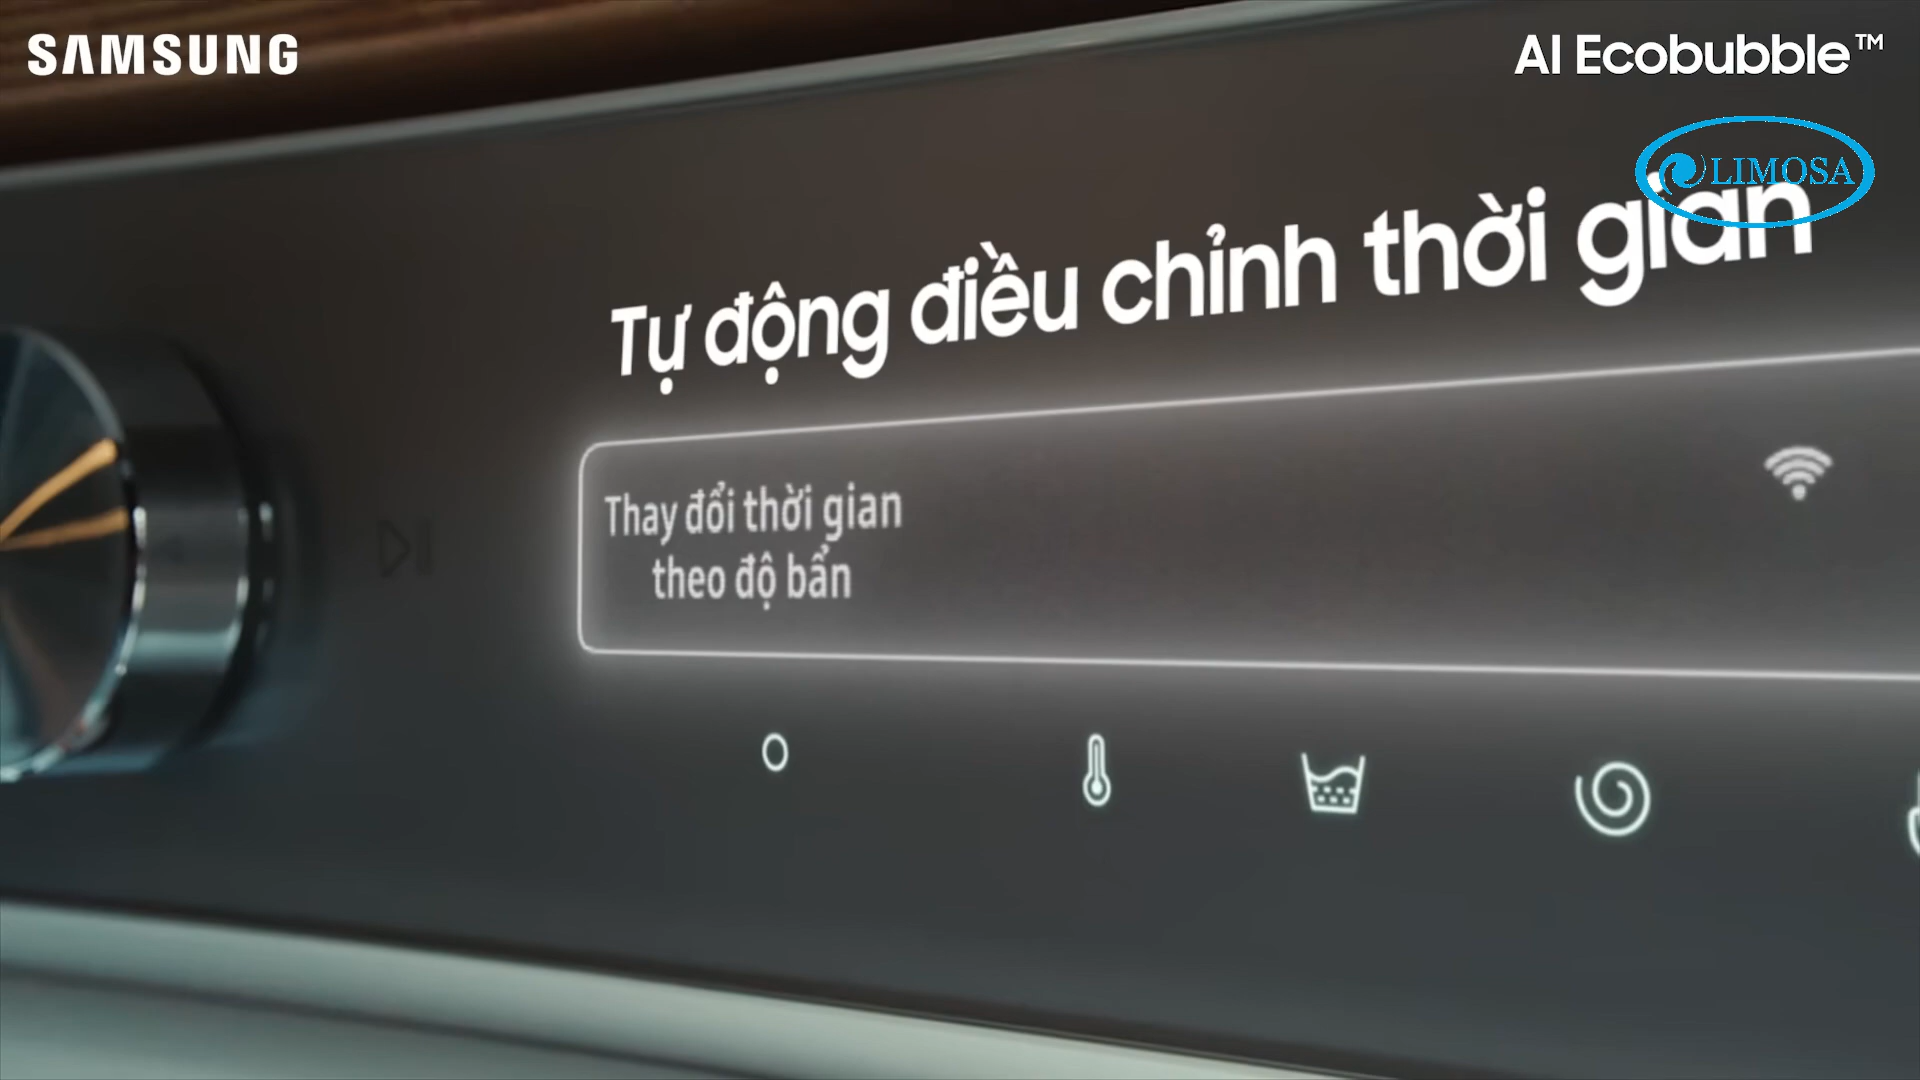 SAMSUNG
AI Ecobubble™
LIMOSA
Tự động điều chỉnh thời gian
Thay đổi thời gian
theo độ bẩn